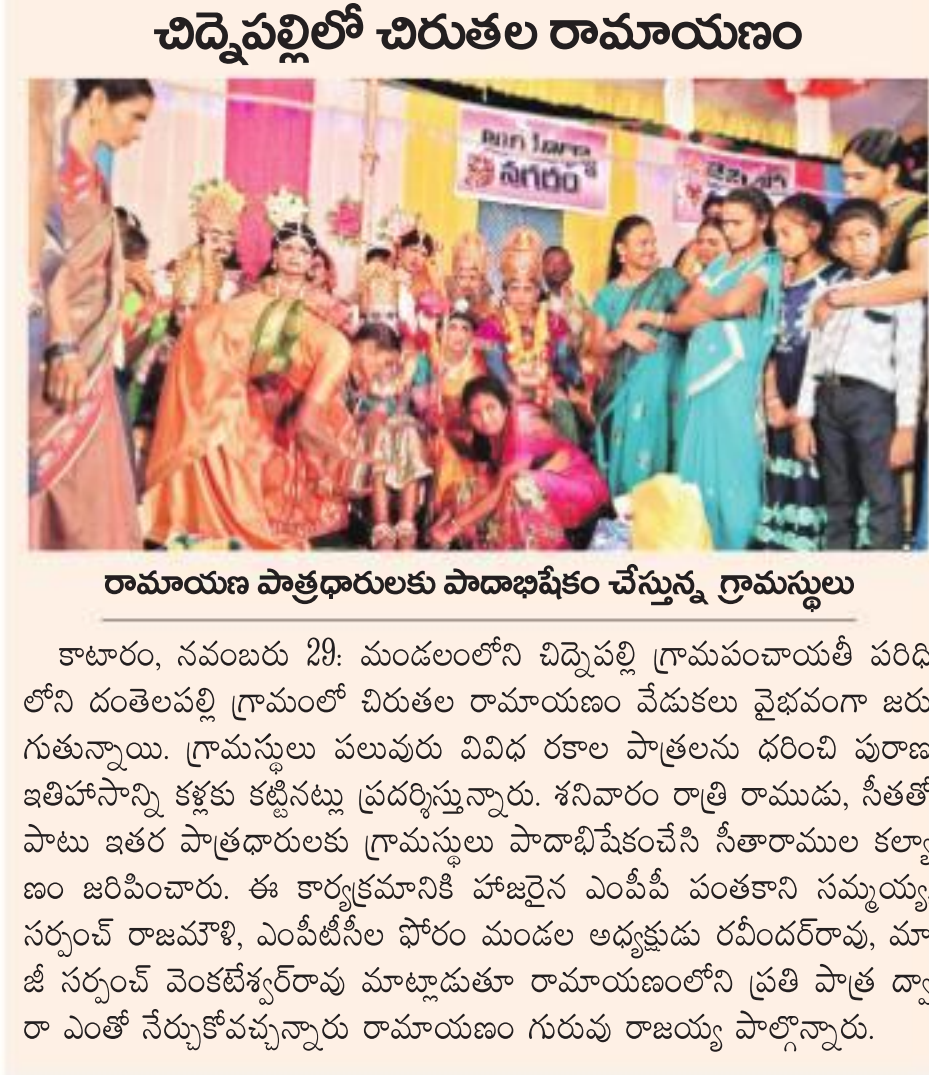 చిద్నెపల్లిలో చిరుతల రామాయణం
నగరం
రామాయణ పాత్రధారులకు పాదాభిషేకం చేస్తున్న గ్రామస్థులు
కాటారం, నవంబరు 29: మండలంలోని చిద్నెపల్లి గ్రామపంచాయతీ పరిధి
లోని దంతెలపల్లి గ్రామంలో చిరుతల రామాయణం వేడుకలు వైభవంగా జరు
గుతున్నాయి. గ్రామస్థులు పలువురు వివిధ రకాల పాత్రలను ధరించి పురాణ
ఇతిహాసాన్ని కళ్లకు కట్టినట్లు ప్రదర్శిస్తున్నారు. శనివారం రాత్రి రాముడు, సీతతో
పాటు ఇతర పాత్రధారులకు గ్రామస్థులు పాదాభిషేకంచేసి సీతారాముల కల్యా
ణం జరిపించారు. ఈ కార్యక్రమానికి హాజరైన ఎంపీపీ పంతకాని సమ్మయ్య,
సర్పంచ్ రాజమౌళి, ఎంపీటీసీల ఫోరం మండల అధ్యక్షుడు రవీందర్‌రావు, మా
జీ సర్పంచ్ వెంకటేశ్వర్‌రావు మాట్లాడుతూ రామాయణంలోని ప్రతి పాత్ర ద్వా
రా ఎంతో నేర్చుకోవచ్చన్నారు రామాయణం గురువు రాజయ్య పాల్గొన్నారు.